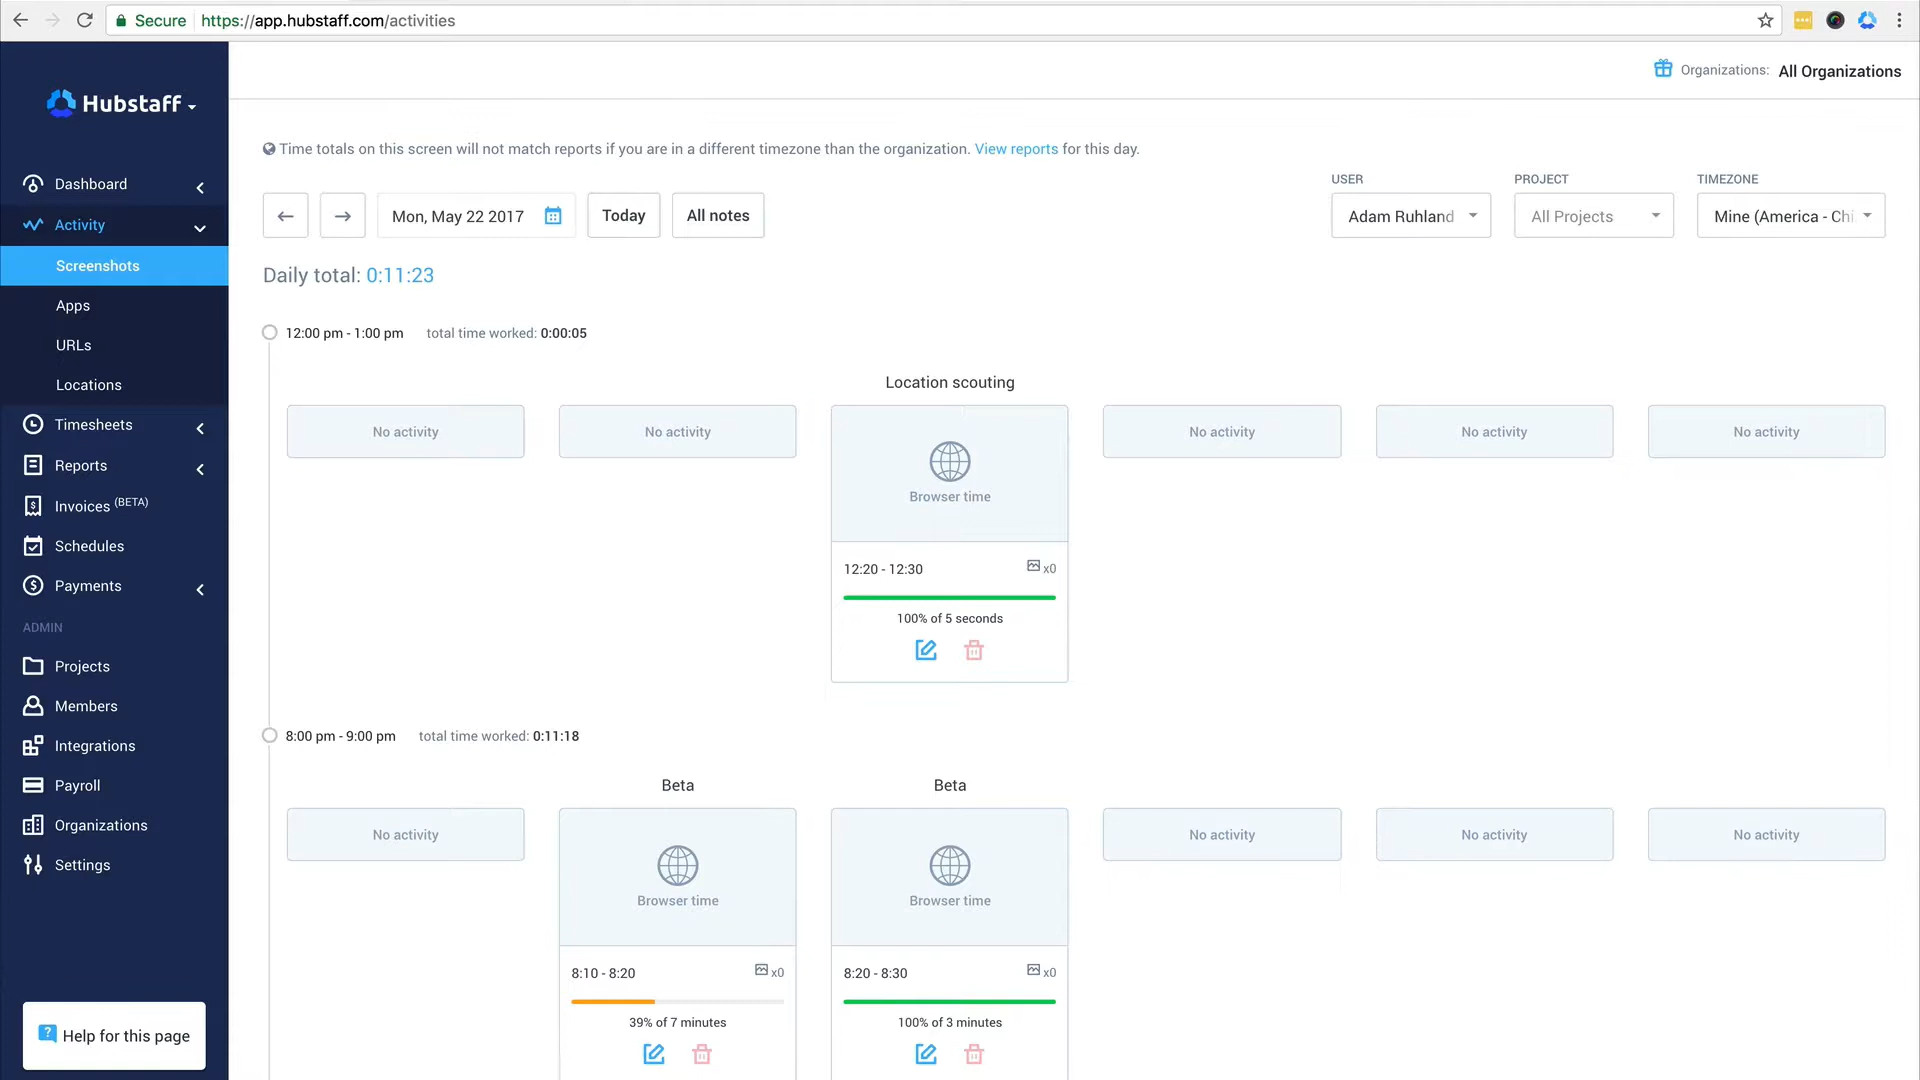 Secure https://app.hubstaff.com/activities
Organizations: All Organizations
Hubstaff
Dashboard
Activity
Screenshots
Apps
URLs
Locations
Timesheets
Reports
Invoices (BETA)
Schedules
Payments
ADMIN
Projects
Members
Integrations
Payroll
Organizations
Settings
? Help for this page
Time totals on this screen will not match reports if you are in a different timezone than the organization. View reports for this day.
USER PROJECT TIMEZONE
Mon, May 22 2017 Today All notes Adam Ruhland All Projects Mine (America - Chi
Daily total: 0:11:23
12:00 pm - 1:00 pm total time worked: 0:00:05
Location scouting
No activity No activity No activity No activity No activity
Browser time
12:20 - 12:30 x0
100% of 5 seconds
8:00 pm - 9:00 pm total time worked: 0:11:18
Beta Beta
No activity No activity No activity No activity
Browser time Browser time
8:10 - 8:20 x0 8:20 - 8:30 x0
39% of 7 minutes 100% of 3 minutes